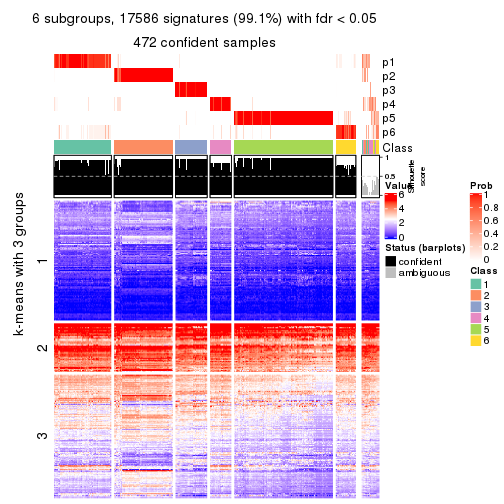 6 subgroups, 17586 signatures (99.1%) with fdr < 0.05
472 confident samples
p1
p2
p3
p4
p5
p6
Class
1
0.5
0
Silhouette
score
k-means with 3 groups
1
2
3
Value
6
4
2
0
Status (barplots)
confident
ambiguous
Prob
1
0.8
0.6
0.4
0.2
0
Class
1
2
3
4
5
6